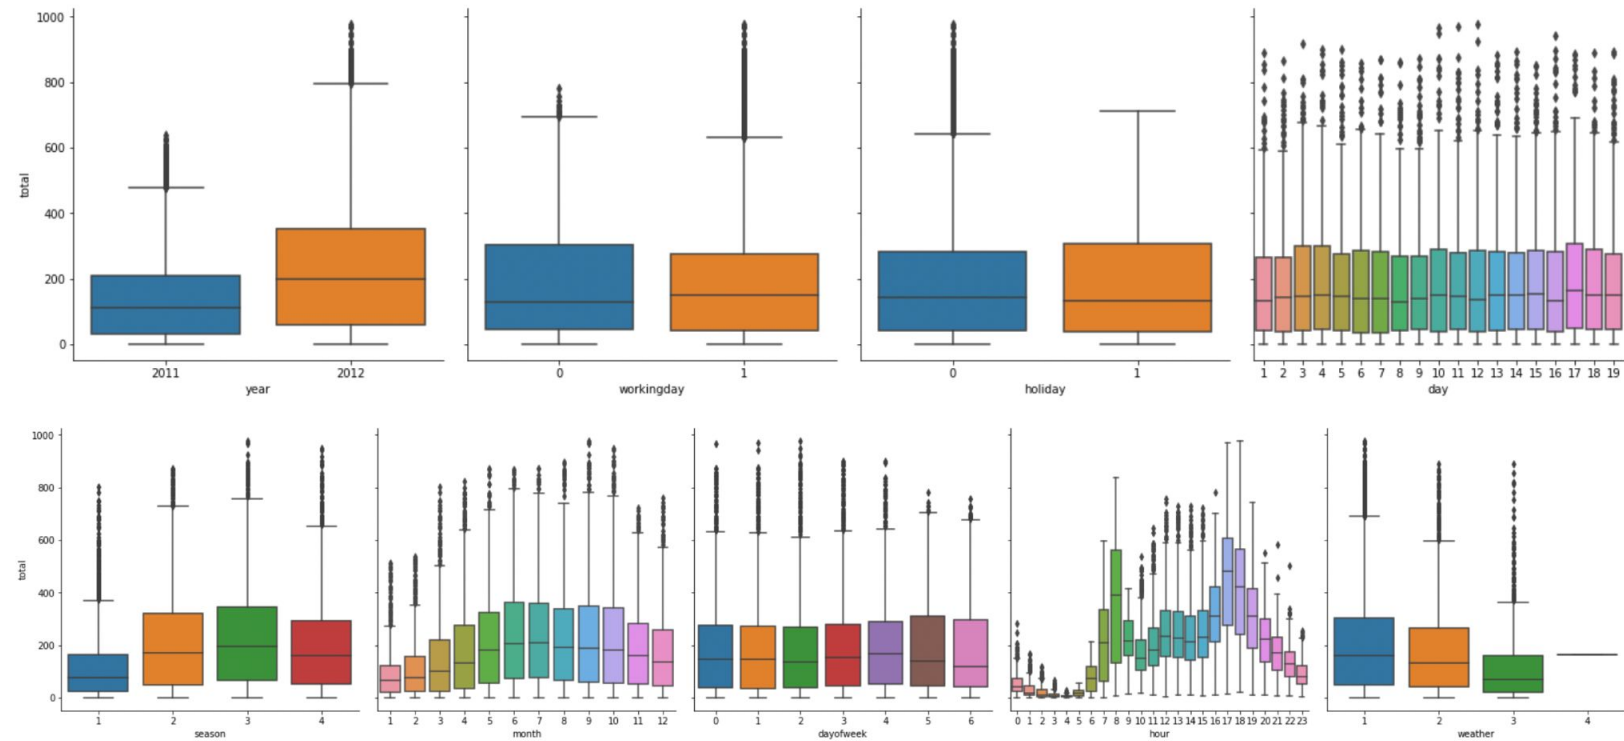 1000
800
600
400
200
0
total
2011 2012
year
0 1
workingday
0 1
holiday
1 2 3 4 5 6 7 8 9 10 11 12 13 14 15 16 17 18 19
day
1000
800
600
400
200
0
total
1 2 3 4
season
1 2 3 4 5 6 7 8 9 10 11 12
month
0 1 2 3 4 5 6
dayofweek
0 1 2 3 4 5 6 7 8 9 10 11 12 13 14 15 16 17 18 19 20 21 22 23
hour
1 2 3 4
weather